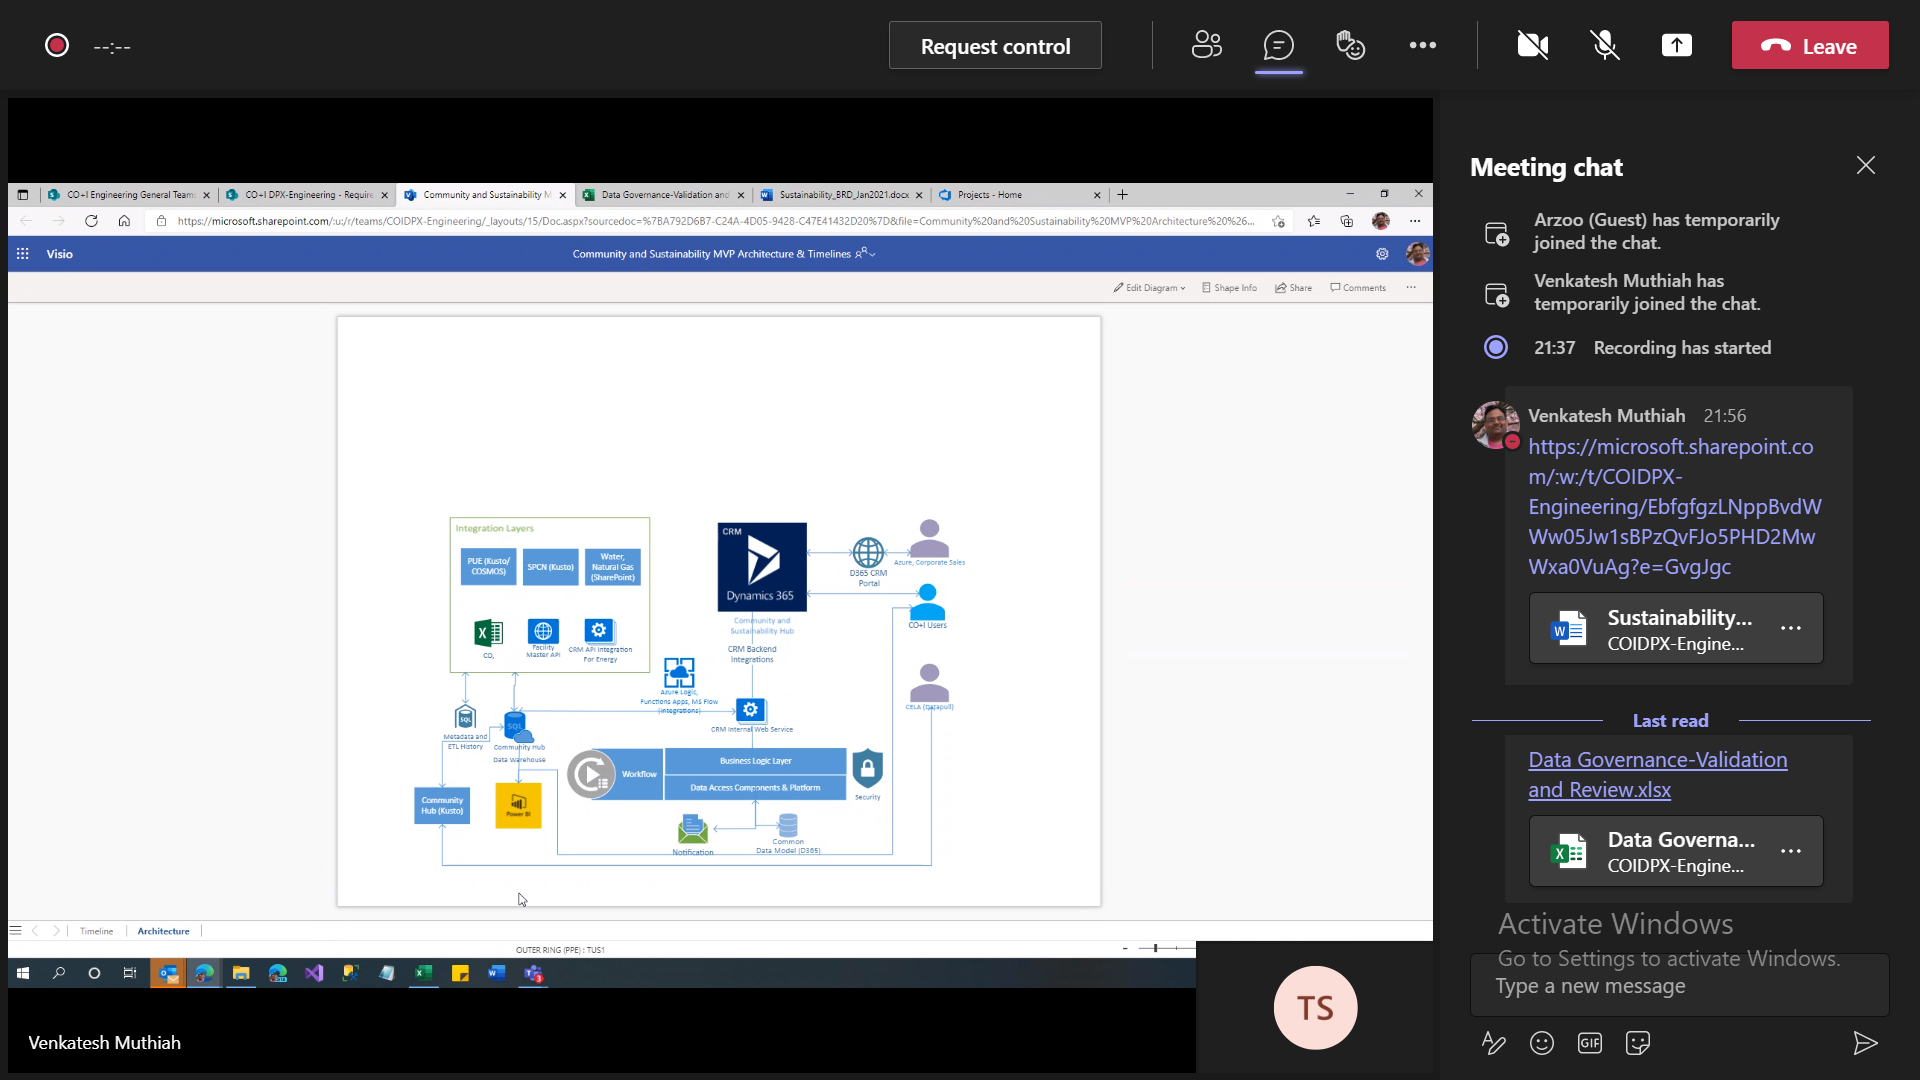 --:--
Request control
Leave
CO+I Engineering General Teams
CO+I DPX-Engineering - Require
Community and Sustainability M
Data Governance-Validation and
Sustainability_BRD_Jan2021.docx
Projects - Home
https://microsoft.sharepoint.com/:u:/r/teams/COIDPX-Engineering/_layouts/15/Doc.aspx?sourcedoc=%7BA792D6B7-C24A-4D05-9428-C47E41432D20%7D&file=Community%20and%20Sustainability%20MVP%20Architecture%20%26...
Visio
Community and Sustainability MVP Architecture & Timelines
Edit Diagram
Shape Info
Share
Comments
Integration Layers
PUE (Kusto/
COSMOS)
SPCN (Kusto)
Water,
Natural Gas
(SharePoint)
CO,
Facility
Master API
CRM API Integration
For Energy
CRM
Dynamics 365
Community and
Sustainability Hub
CRM Backend
Integrations
D365 CRM
Portal
Azure, Corporate Sales
CO+I Users
CELA (Datapull)
Azure Logic,
Functions Apps, MS Flow
(Integrations)
CRM Internal Web Service
SQL
Metadata and
ETL History
SQL
Community Hub
Data Warehouse
Community
Hub (Kusto)
Power BI
Workflow
Business Logic Layer
Data Access Components & Platform
Security
Notification
Common
Data Model (D365)
Timeline
Architecture
OUTER RING (PPE) : TUS1
Venkatesh Muthiah
TS
Meeting chat
Arzoo (Guest) has temporarily
joined the chat.
Venkatesh Muthiah has
temporarily joined the chat.
21:37 Recording has started
Venkatesh Muthiah 21:56
https://microsoft.sharepoint.co
m/:w:/t/COIDPX-
Engineering/EbfgfgzLNppBvdW
Ww05Jw1sBPzQvFJo5PHD2Mw
Wxa0VuAg?e=GvgJgc
Sustainability...
COIDPX-Engine...
Last read
Data Governance-Validation
and Review.xlsx
Data Governa...
COIDPX-Engine...
Activate Windows
Go to Settings to activate Windows.
Type a new message
GIF